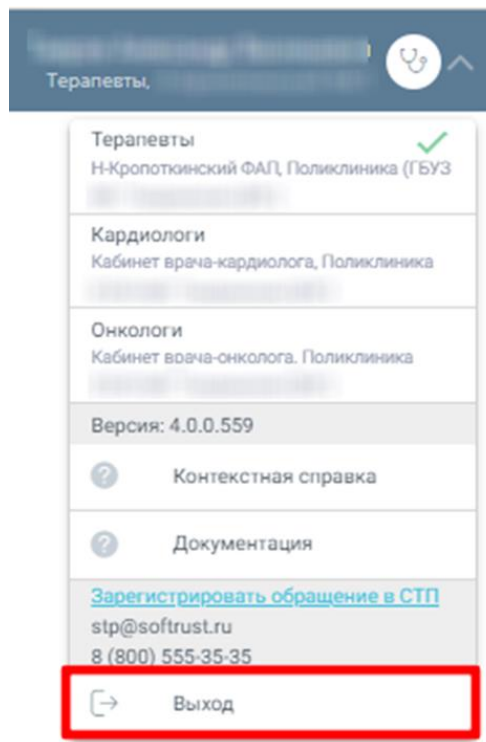 Терапевты,
Терапевты
Н-Кропоткинский ФАП, Поликлиника (ГБУЗ
Кардиологи
Кабинет врача-кардиолога, Поликлиника
Онкологи
Кабинет врача-онколога. Поликлиника
Версия: 4.0.0.559
Контекстная справка
Документация
Зарегистрировать обращение в СТП
stp@softrust.ru
8 (800) 555-35-35
Выход